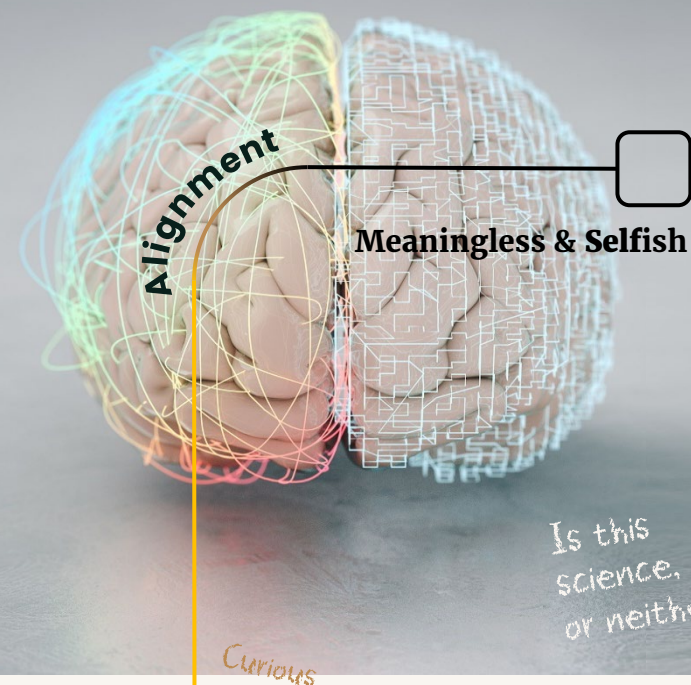 Alignment
Meaningless & Selfish
Is this
science,
or neith
Curious